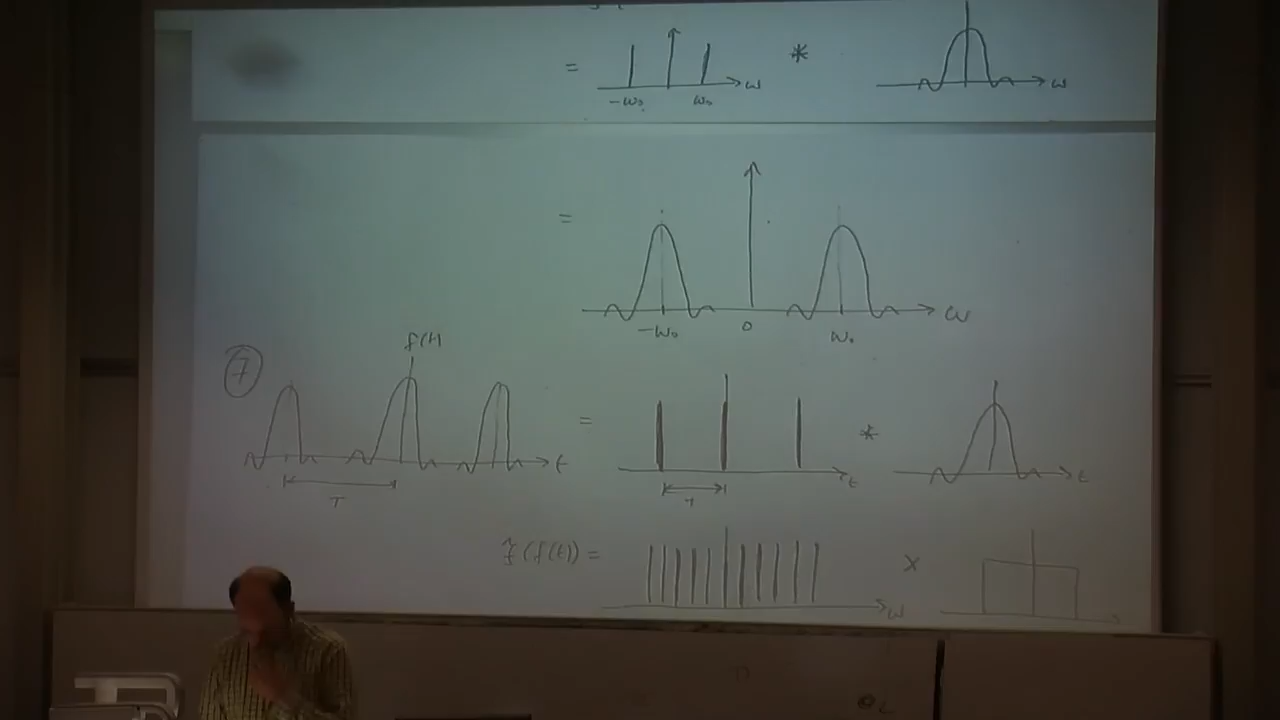 = * ω
-ω₀ ω₀ ω
=
-ω₀ 0 ω₀ ω
⑦ f(t)
t = t * t
T T
F(f(t)) = ω ×